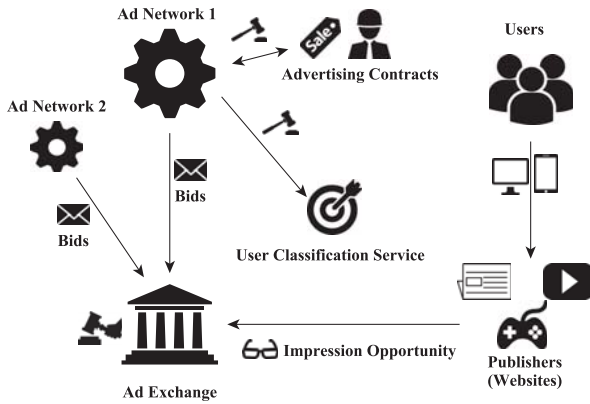 Ad Network 1
Sale
Advertising Contracts
Users
Ad Network 2
Bids
Bids
User Classification Service
Impression Opportunity
Publishers
(Websites)
Ad Exchange